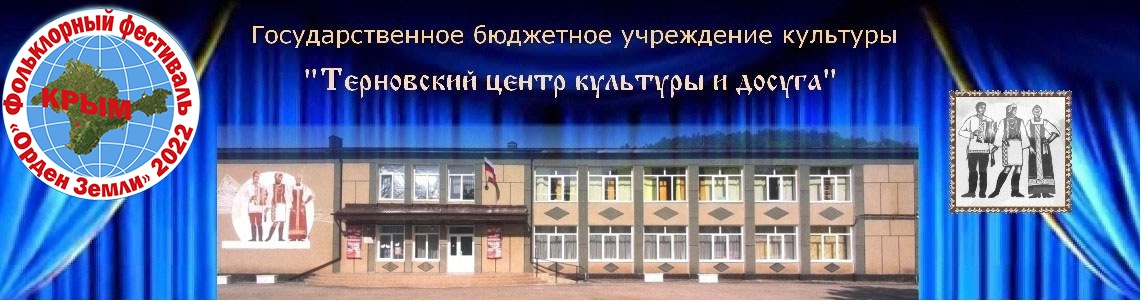 Фольклорный фестиваль
КРЫМ
«Орден Земли» 2022
Государственное бюджетное учреждение культуры
"Терновский центр культуры и досуга"